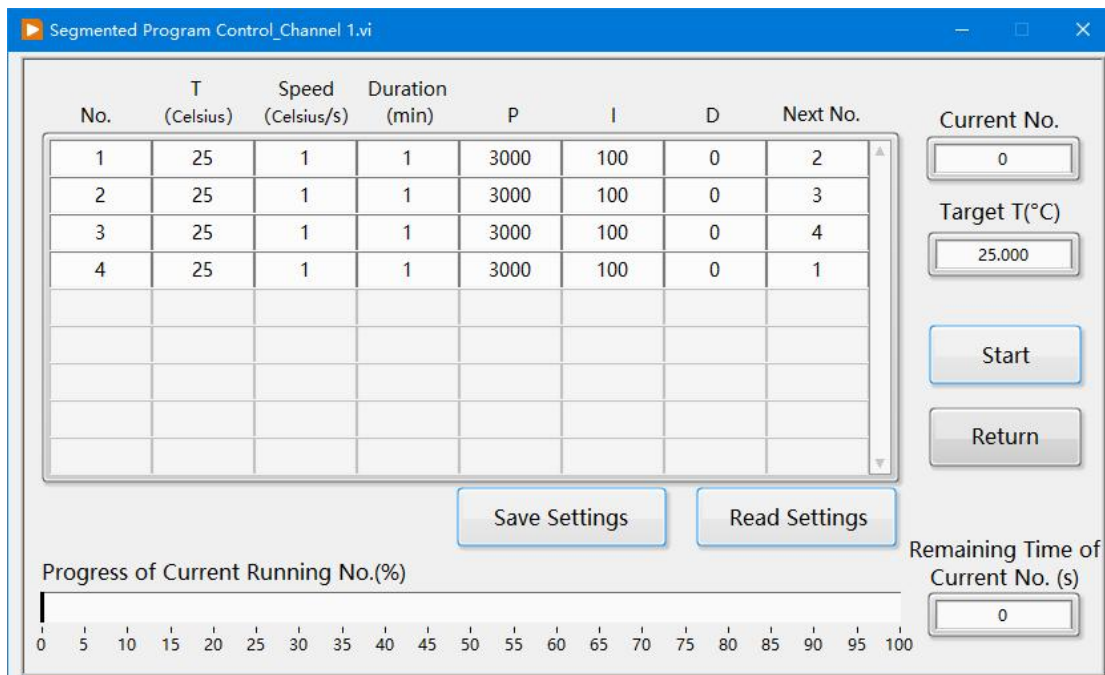 Segmented Program Control_Channel 1.vi
T Speed Duration
No. (Celsius) (Celsius/s) (min) P I D Next No.
1 25 1 1 3000 100 0 2
2 25 1 1 3000 100 0 3
3 25 1 1 3000 100 0 4
4 25 1 1 3000 100 0 1
Current No.
0
Target T(°C)
25.000
Start
Return
Save Settings Read Settings
Progress of Current Running No.(%)
0 5 10 15 20 25 30 35 40 45 50 55 60 65 70 75 80 85 90 95 100
Remaining Time of
Current No. (s)
0